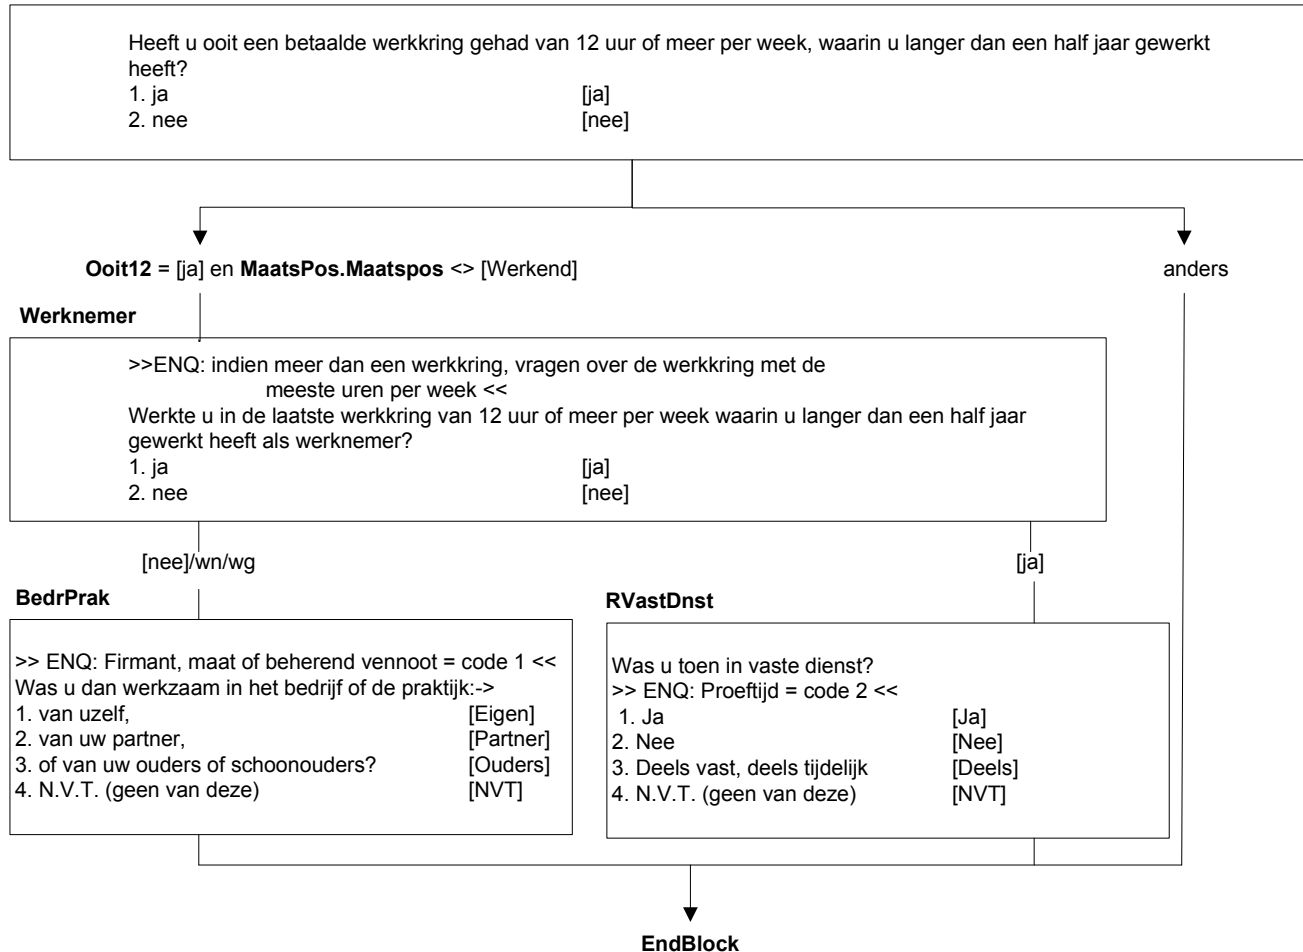 Heeft u ooit een betaalde werkkring gehad van 12 uur of meer per week, waarin u langer dan een half jaar gewerkt
heeft?
1. ja [ja]
2. nee [nee]
Ooit12 = [ja] en MaatsPos.Maatspos <> [Werkend]
anders
Werknemer
>>ENQ: indien meer dan een werkkring, vragen over de werkkring met de
meeste uren per week <<
Werkte u in de laatste werkkring van 12 uur of meer per week waarin u langer dan een half jaar
gewerkt heeft als werknemer?
1. ja [ja]
2. nee [nee]
[nee]/wn/wg
[ja]
BedrPrak
>> ENQ: Firmant, maat of beherend vennoot = code 1 <<
Was u dan werkzaam in het bedrijf of de praktijk:->
1. van uzelf, [Eigen]
2. van uw partner, [Partner]
3. of van uw ouders of schoonouders? [Ouders]
4. N.V.T. (geen van deze) [NVT]
RVastDnst
Was u toen in vaste dienst?
>> ENQ: Proeftijd = code 2 <<
1. Ja [Ja]
2. Nee [Nee]
3. Deels vast, deels tijdelijk [Deels]
4. N.V.T. (geen van deze) [NVT]
EndBlock